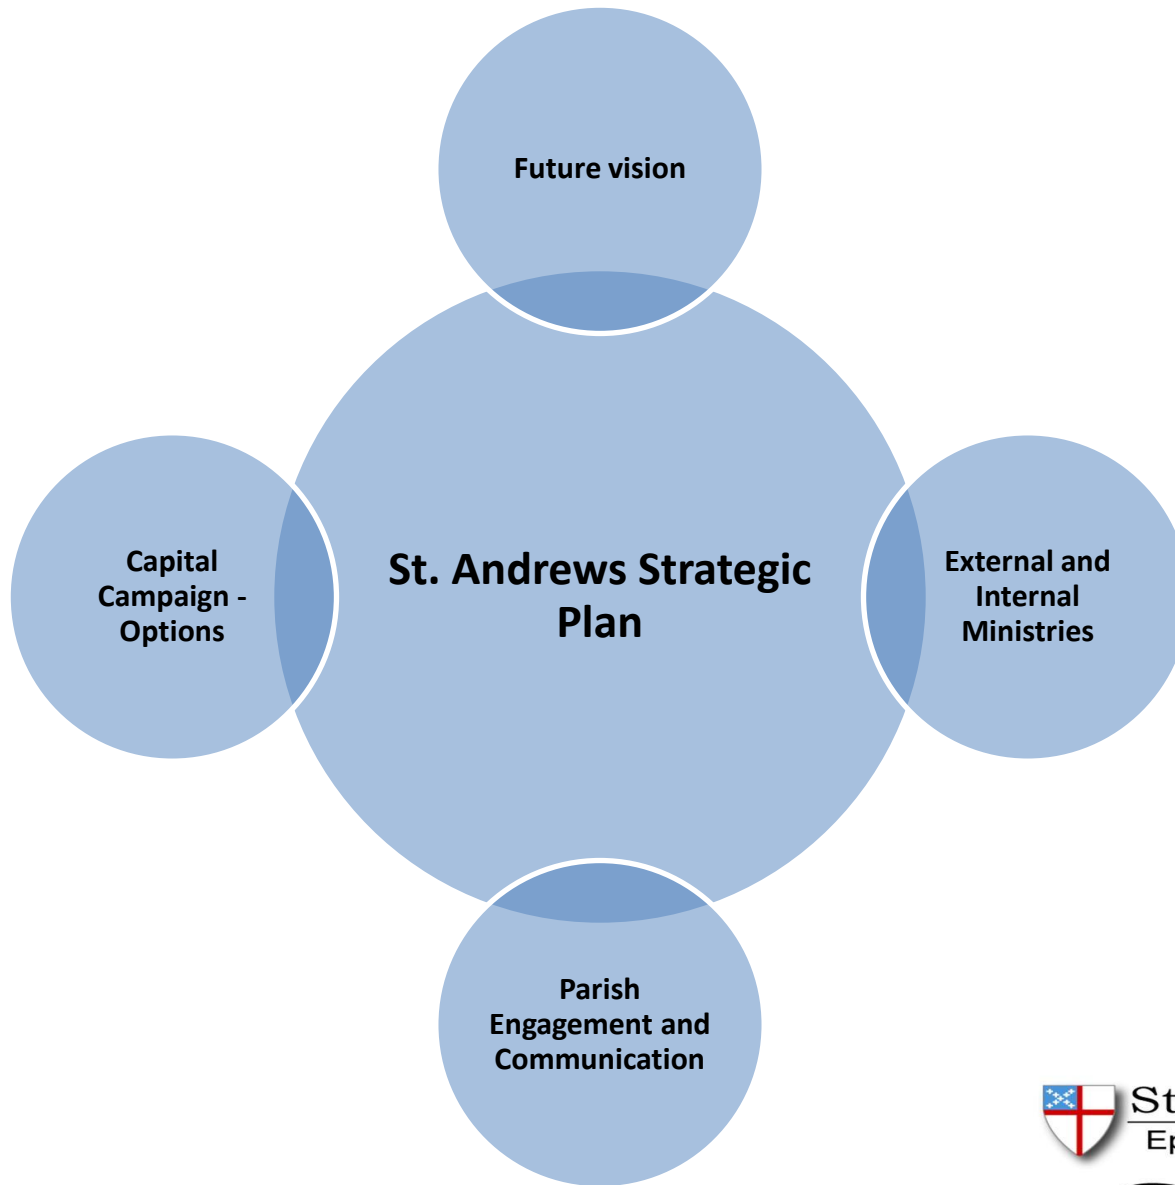 Future vision
Capital
Campaign -
Options
St. Andrews Strategic
Plan
External and
Internal
Ministries
Parish
Engagement and
Communication
St
Ep